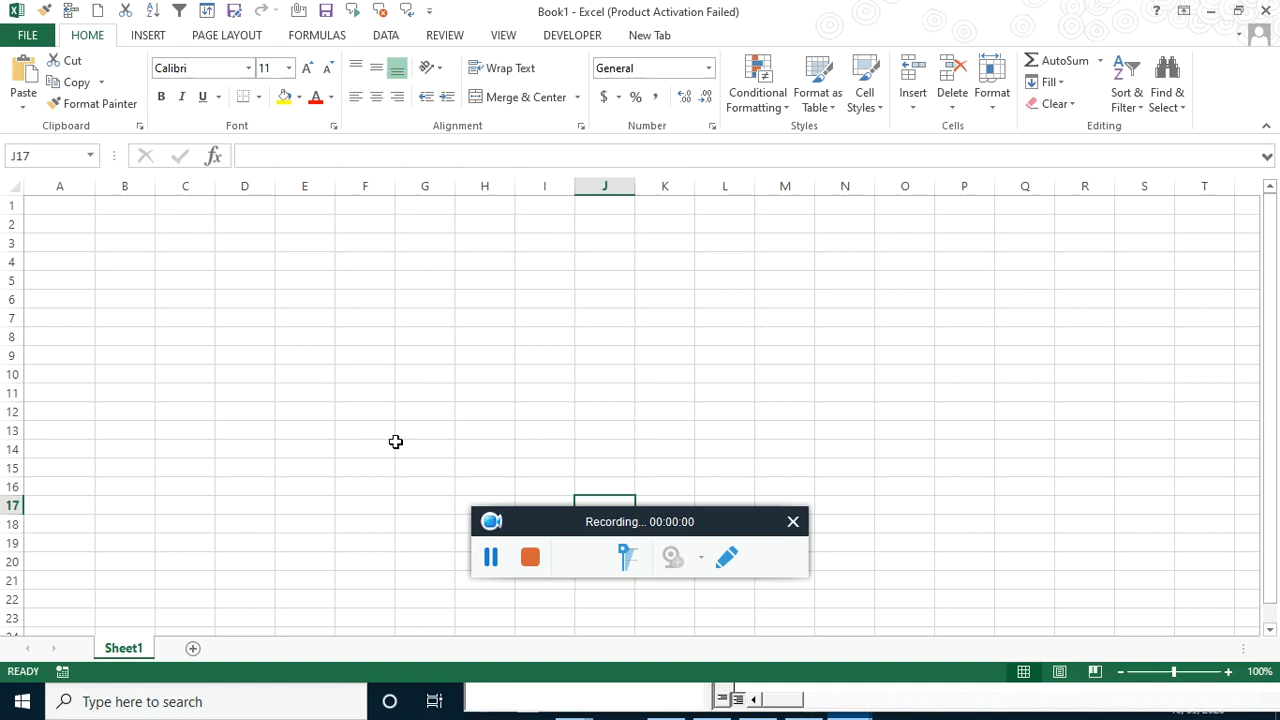 Book1 - Excel (Product Activation Failed)
FILE HOME INSERT PAGE LAYOUT FORMULAS DATA REVIEW VIEW DEVELOPER New Tab
Paste Cut Copy Format Painter Clipboard
Calibri 11 B I U A Font
Wrap Text Merge & Center Alignment
General $ % , Number
Conditional Formatting Format as Table Cell Styles Styles
Insert Delete Format Cells
AutoSum Fill Clear Sort & Filter Find & Select Editing
J17 fx
A B C D E F G H I J K L M N O P Q R S T
1
2
3
4
5
6
7
8
9
10
11
12
13
14
15
16
17
18
19
20
21
22
23
Recording... 00:00:00
Sheet1
READY 100%
Type here to search